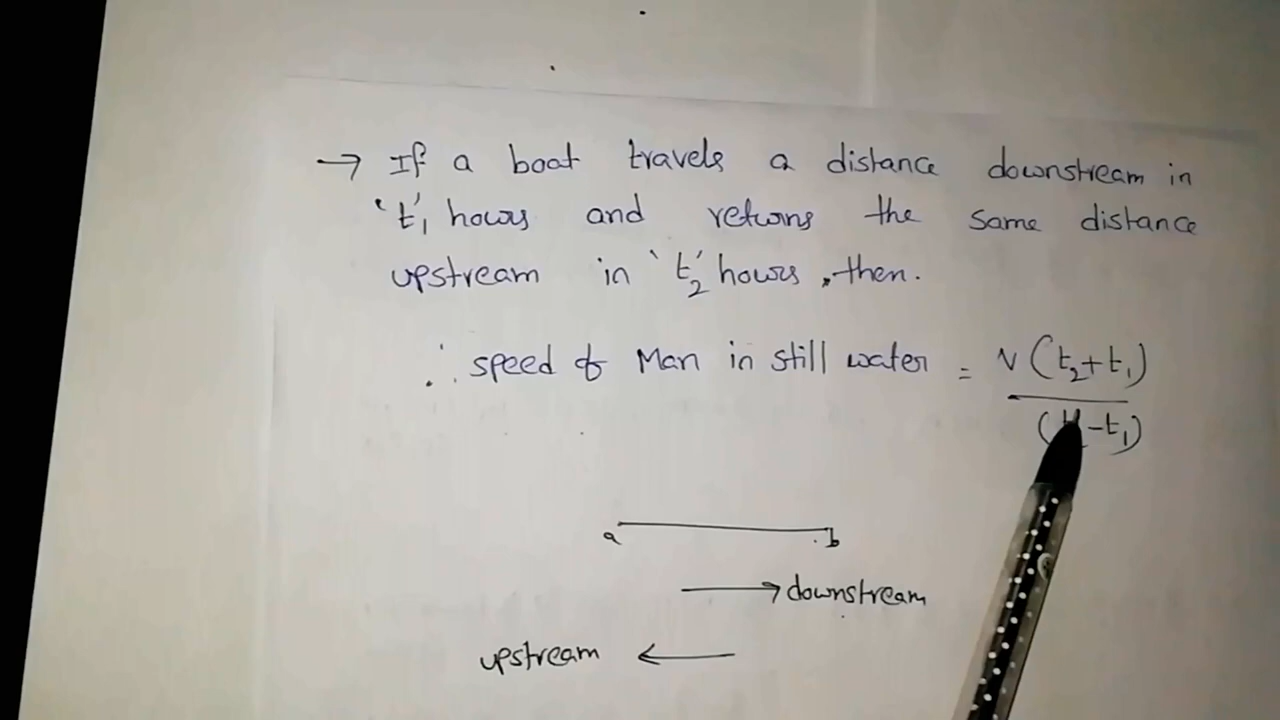 → If a boat travels a distance downstream in
't₁' hours and returns the same distance
upstream in 't₂' hours, then.
∴ speed of Man in still water = v(t₂+t₁)
( -t₁)
a b
→ downstream
upstream ←